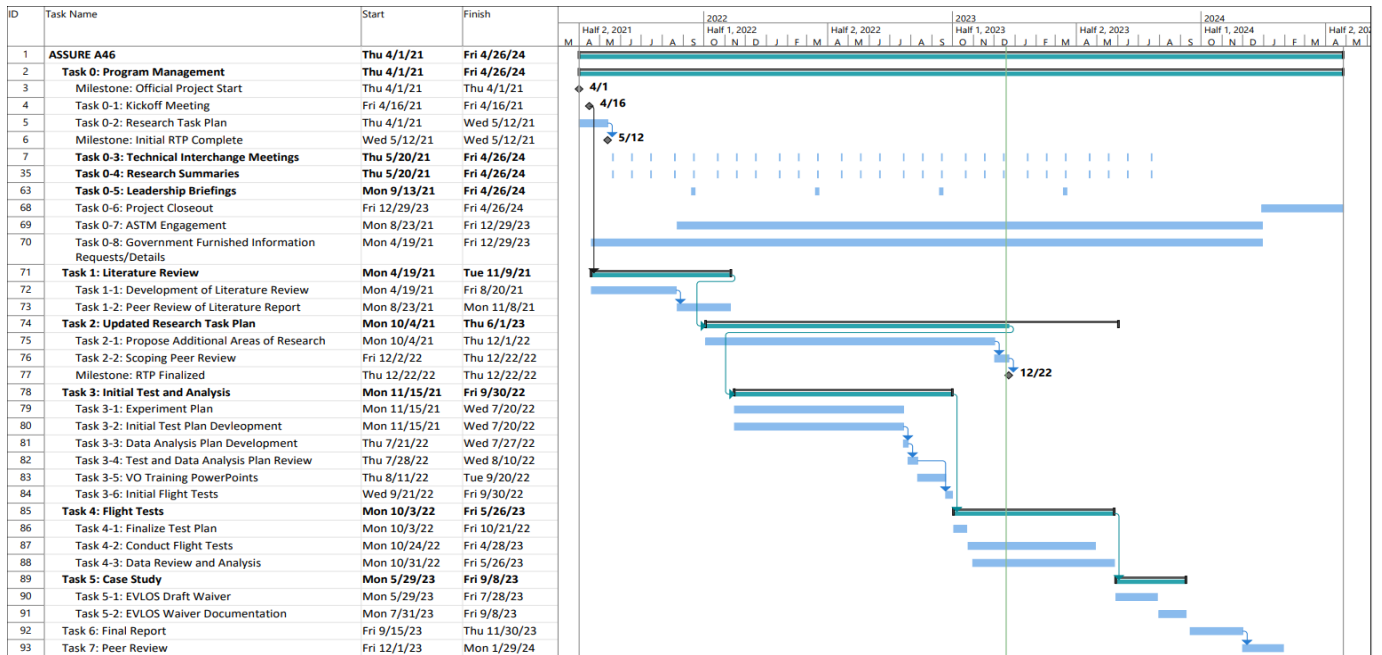 ID Task Name Start Finish
2022 2023 2024
Half 2, 2021 Half 1, 2022 Half 2, 2022 Half 1, 2023 Half 2, 2023 Half 1, 2024 Half 2, 202
M A M J J A S O N D J F M A M J J A S O N D J F M A M J J A S O N D J F M A M
1 ASSURE A46 Thu 4/1/21 Fri 4/26/24
2 Task 0: Program Management Thu 4/1/21 Fri 4/26/24
3 Milestone: Official Project Start Thu 4/1/21 Thu 4/1/21 4/1
4 Task 0-1: Kickoff Meeting Fri 4/16/21 Fri 4/16/21 4/16
5 Task 0-2: Research Task Plan Thu 4/1/21 Wed 5/12/21
6 Milestone: Initial RTP Complete Wed 5/12/21 Wed 5/12/21 5/12
7 Task 0-3: Technical Interchange Meetings Thu 5/20/21 Fri 4/26/24
35 Task 0-4: Research Summaries Thu 5/20/21 Fri 4/26/24
63 Task 0-5: Leadership Briefings Mon 9/13/21 Fri 4/26/24
68 Task 0-6: Project Closeout Fri 12/29/23 Fri 4/26/24
69 Task 0-7: ASTM Engagement Mon 8/23/21 Fri 12/29/23
70 Task 0-8: Government Furnished Information Mon 4/19/21 Fri 12/29/23
Requests/Details
71 Task 1: Literature Review Mon 4/19/21 Tue 11/9/21
72 Task 1-1: Development of Literature Review Mon 4/19/21 Fri 8/20/21
73 Task 1-2: Peer Review of Literature Report Mon 8/23/21 Mon 11/8/21
74 Task 2: Updated Research Task Plan Mon 10/4/21 Thu 6/1/23
75 Task 2-1: Propose Additional Areas of Research Mon 10/4/21 Thu 12/1/22
76 Task 2-2: Scoping Peer Review Fri 12/2/22 Thu 12/22/22
77 Milestone: RTP Finalized Thu 12/22/22 Thu 12/22/22 12/22
78 Task 3: Initial Test and Analysis Mon 11/15/21 Fri 9/30/22
79 Task 3-1: Experiment Plan Mon 11/15/21 Wed 7/20/22
80 Task 3-2: Initial Test Plan Devleopment Mon 11/15/21 Wed 7/20/22
81 Task 3-3: Data Analysis Plan Development Thu 7/21/22 Wed 7/27/22
82 Task 3-4: Test and Data Analysis Plan Review Thu 7/28/22 Wed 8/10/22
83 Task 3-5: VO Training PowerPoints Thu 8/11/22 Tue 9/20/22
84 Task 3-6: Initial Flight Tests Wed 9/21/22 Fri 9/30/22
85 Task 4: Flight Tests Mon 10/3/22 Fri 5/26/23
86 Task 4-1: Finalize Test Plan Mon 10/3/22 Fri 10/21/22
87 Task 4-2: Conduct Flight Tests Mon 10/24/22 Fri 4/28/23
88 Task 4-3: Data Review and Analysis Mon 10/31/22 Fri 5/26/23
89 Task 5: Case Study Mon 5/29/23 Fri 9/8/23
90 Task 5-1: EVLOS Draft Waiver Mon 5/29/23 Fri 7/28/23
91 Task 5-2: EVLOS Waiver Documentation Mon 7/31/23 Fri 9/8/23
92 Task 6: Final Report Fri 9/15/23 Thu 11/30/23
93 Task 7: Peer Review Fri 12/1/23 Mon 1/29/24